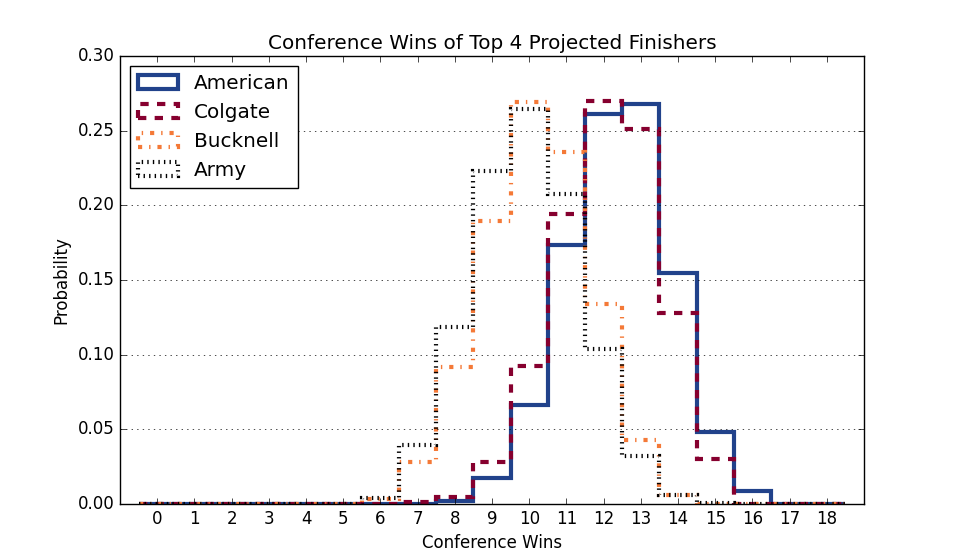 Conference Wins of Top 4 Projected Finishers
0.30
0.25
0.20
0.15
0.10
0.05
0.00
Probability
American
Colgate
Bucknell
Army
0 1 2 3 4 5 6 7 8 9 10 11 12 13 14 15 16 17 18
Conference Wins